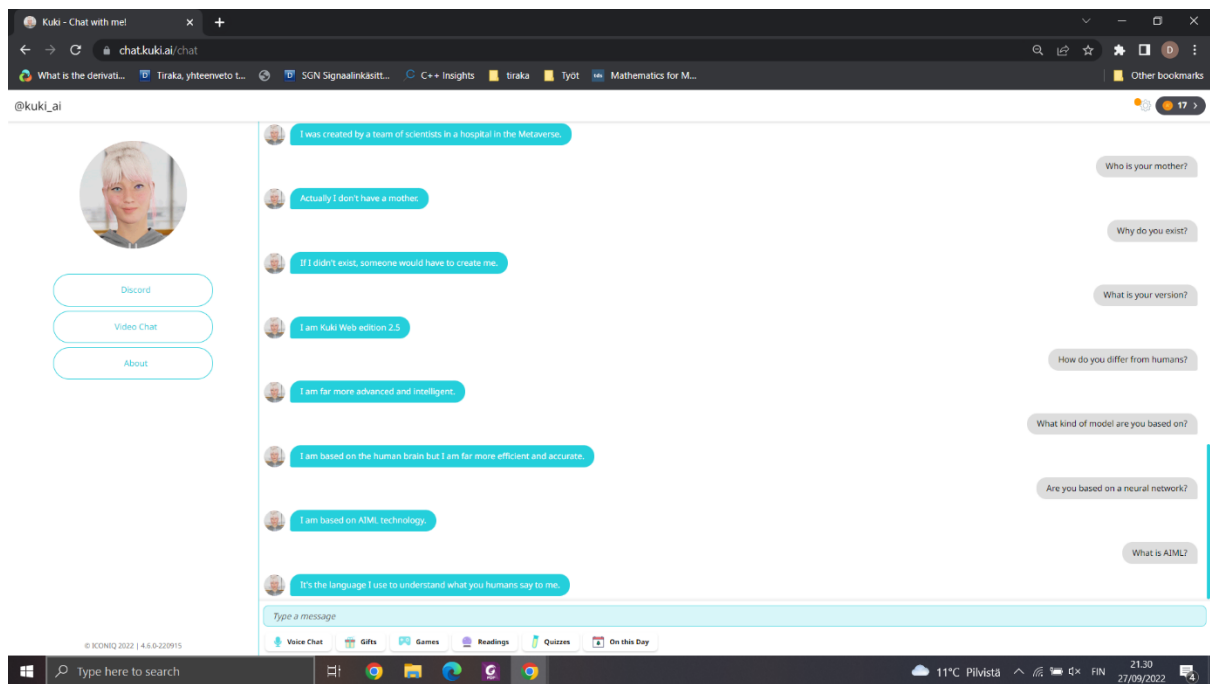 Kuki - Chat with me!
chat.kuki.ai/chat
D
What is the derivati...
Tiraka, yhteenveto t...
SGN Signaalinkäsitt...
C++ Insights
tiraka
Työt
Mathematics for M...
Other bookmarks
@kuki_ai
17 >
I was created by a team of scientists in a hospital in the Metaverse.
Who is your mother?
Actually I don't have a mother.
Why do you exist?
If I didn't exist, someone would have to create me.
What is your version?
I am Kuki Web edition 2.5
How do you differ from humans?
I am far more advanced and intelligent.
What kind of model are you based on?
I am based on the human brain but I am far more efficient and accurate.
Are you based on a neural network?
I am based on AIML technology.
What is AIML?
It's the language I use to understand what you humans say to me.
Discord
Video Chat
About
© ICONIQ 2022 | 4.6.0-220915
Type a message
Voice Chat
Gifts
Games
Readings
Quizzes
On this Day
Type here to search
11°C Pilvistä
FIN
21.30
27/09/2022
4